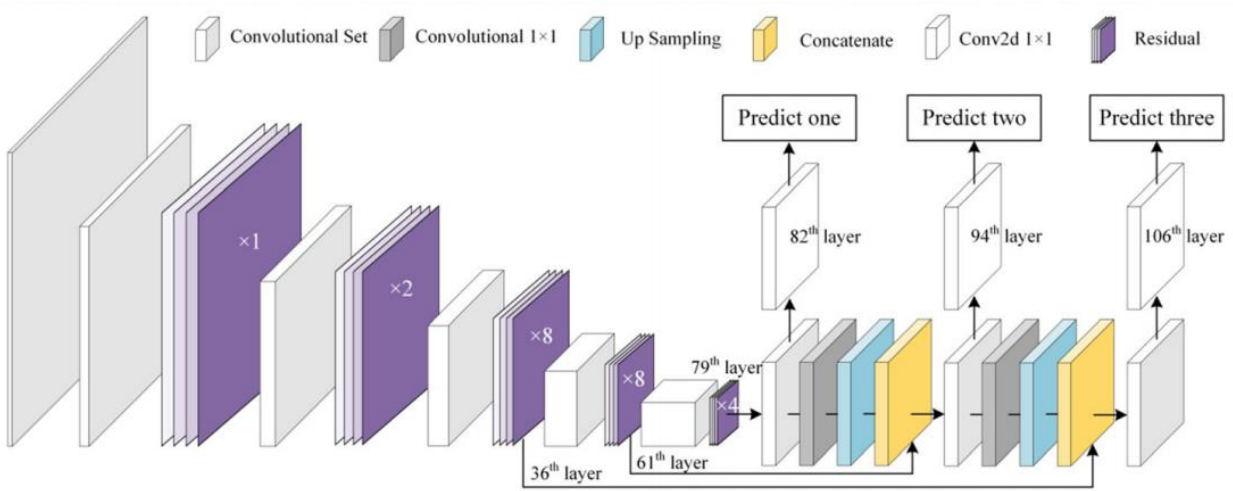 Convolutional Set
Convolutional 1×1
Up Sampling
Concatenate
Conv2d 1×1
Residual
Predict one
Predict two
Predict three
82th layer
94th layer
106th layer
×1
×2
×8
×8
×4
79th layer
36th layer
61th layer